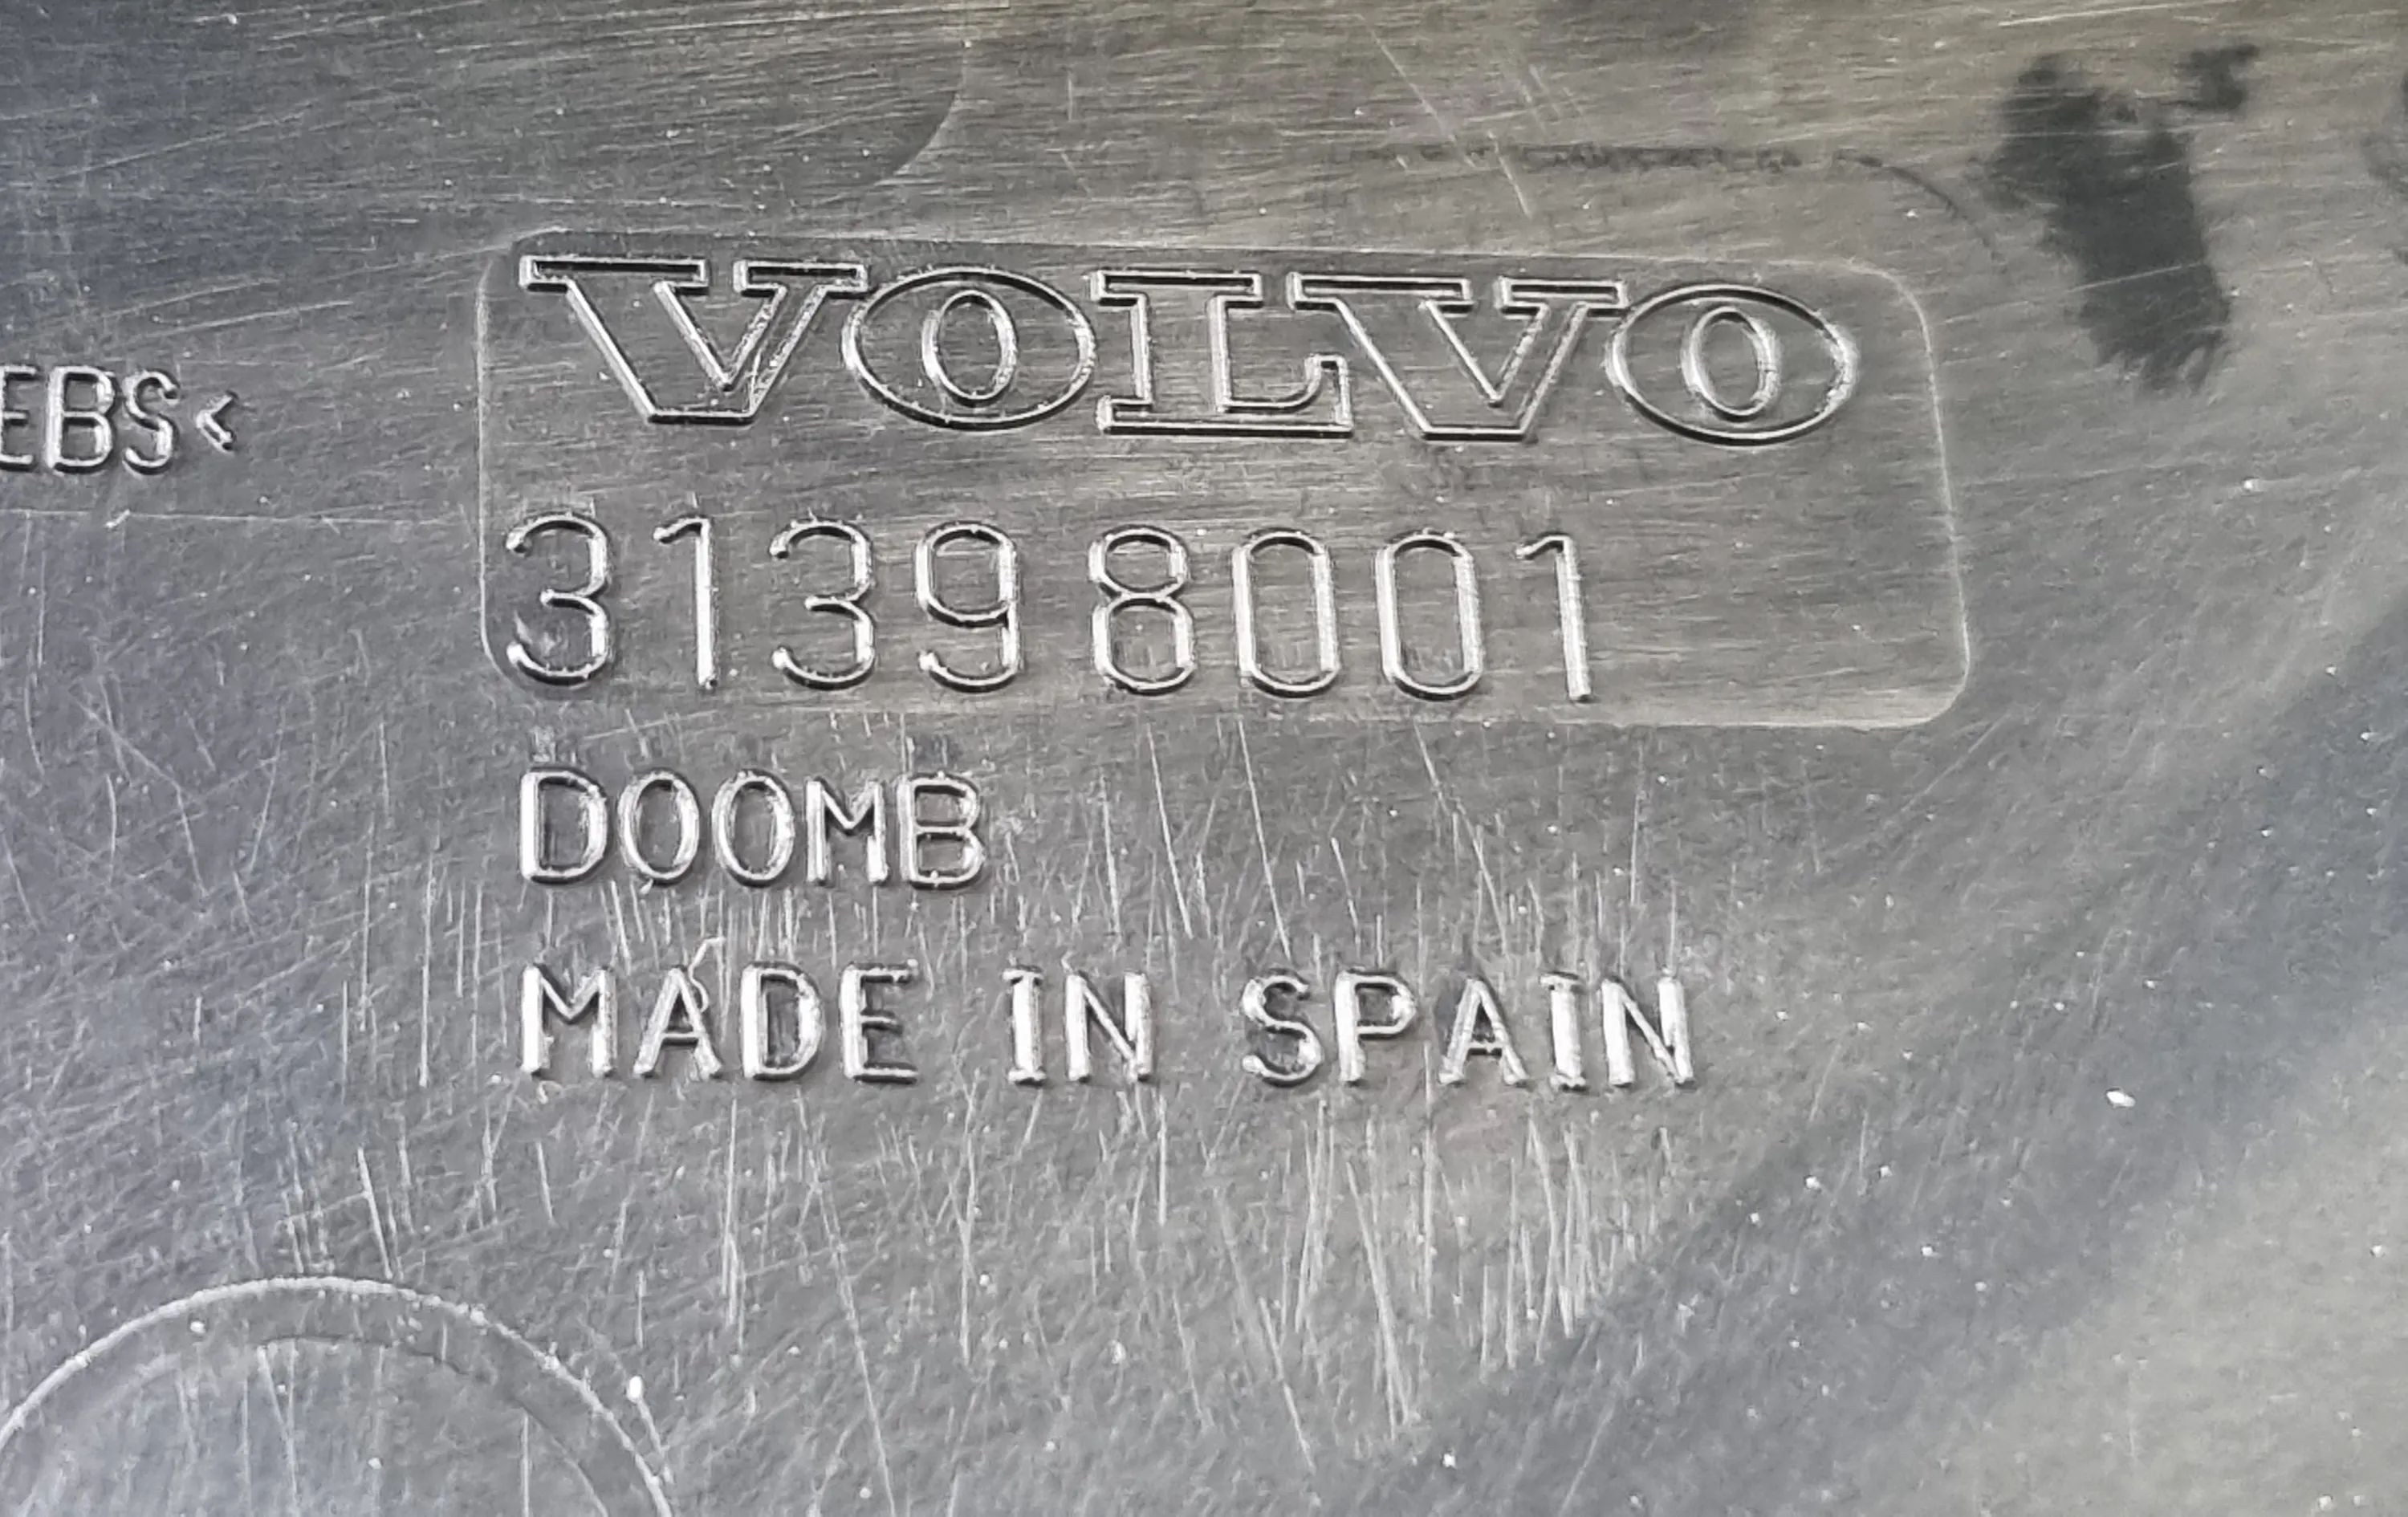 EBS<
VOLVO
31398001
DOOMB
MADE IN SPAIN